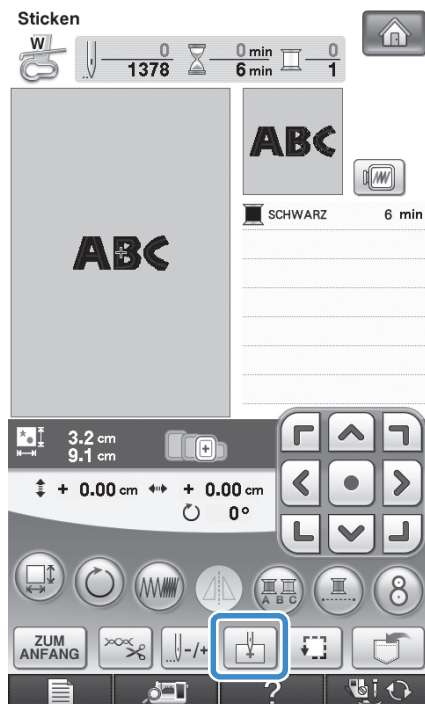 Sticken
W
0 0 min 0
1378 6 min 1
ABC
ABC
SCHWARZ 6 min
3.2 cm
9.1 cm
+ 0.00 cm + 0.00 cm
0°
A B C
8
ZUM
ANFANG
-/+
?